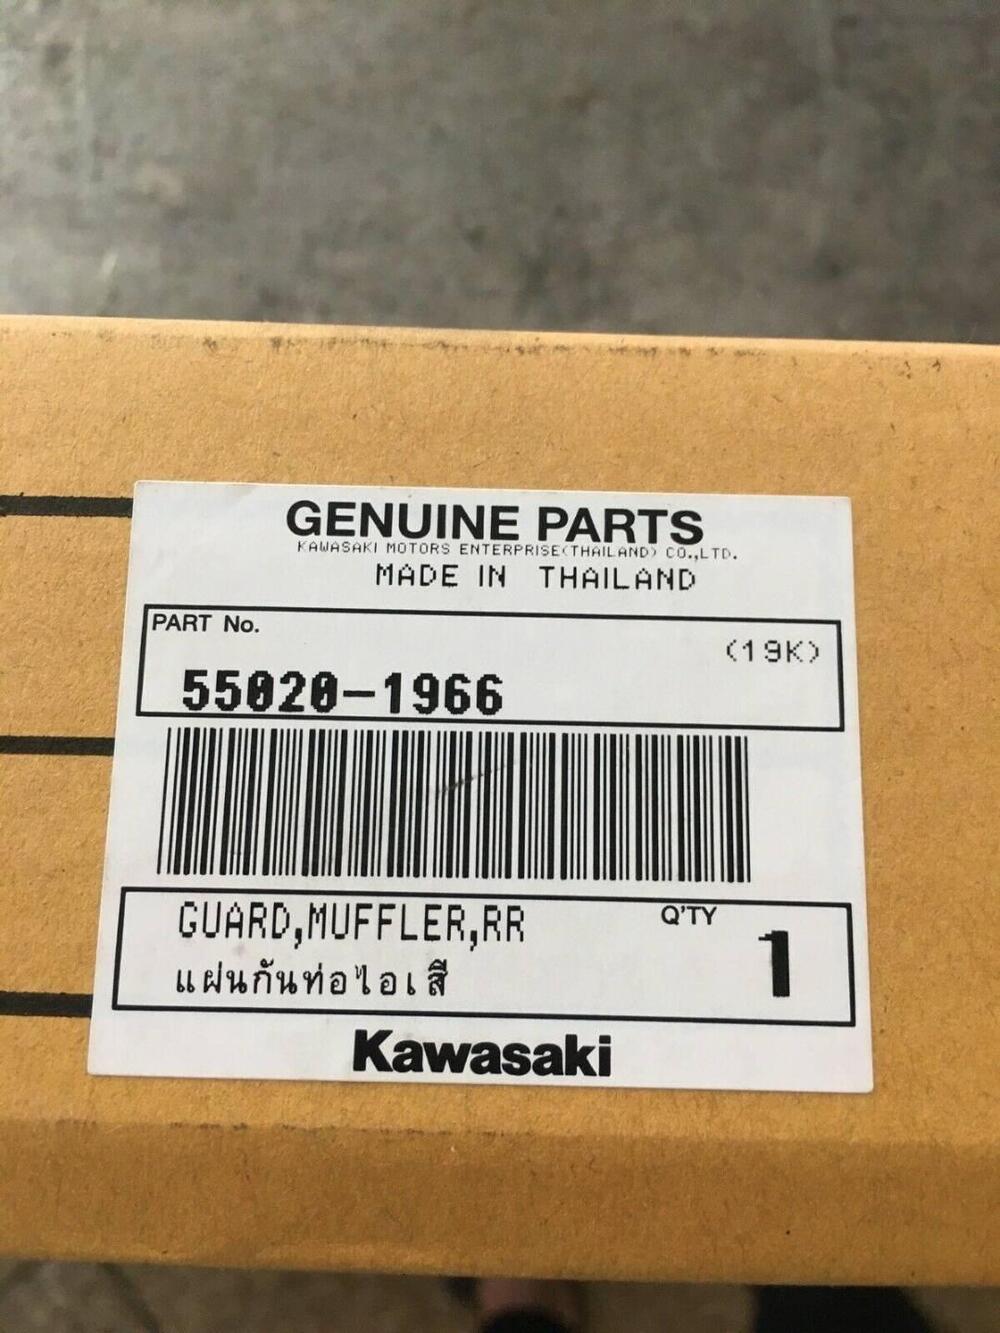 GENUINE PARTS
KAWASAKI MOTORS ENTERPRISE(THAILAND) CO.,LTD.
MADE IN THAILAND
PART No.
(19K)
55020-1966
GUARD,MUFFLER,RR
Q'TY
1
แผ่นกันท่อไอเสี
Kawasaki